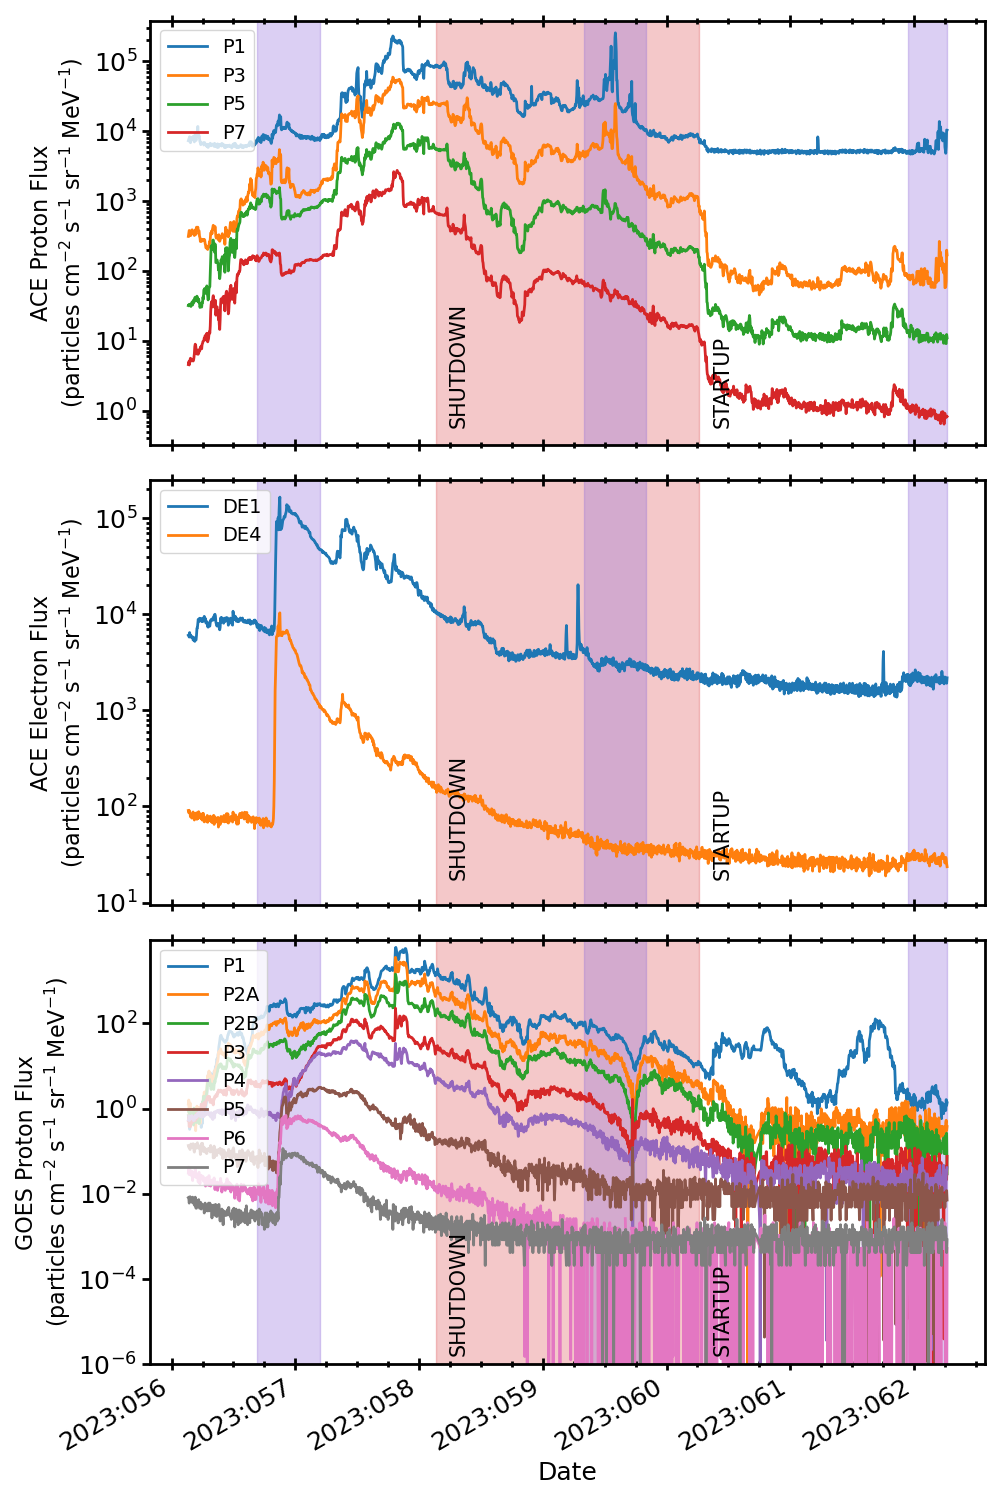 P1
P3
P5
P7
10⁵
10⁴
10³
10²
10¹
10⁰
ACE Proton Flux
(particles cm⁻² s⁻¹ sr⁻¹ MeV⁻¹)
SHUTDOWN
STARTUP
DE1
DE4
10⁵
10⁴
10³
10²
10¹
ACE Electron Flux
(particles cm⁻² s⁻¹ sr⁻¹ MeV⁻¹)
SHUTDOWN
STARTUP
P1
P2A
P2B
P3
P4
P5
P6
P7
10²
10⁰
10⁻²
10⁻⁴
10⁻⁶
GOES Proton Flux
(particles cm⁻² s⁻¹ sr⁻¹ MeV⁻¹)
SHUTDOWN
STARTUP
2023:056
2023:057
2023:058
2023:059
2023:060
2023:061
2023:062
Date